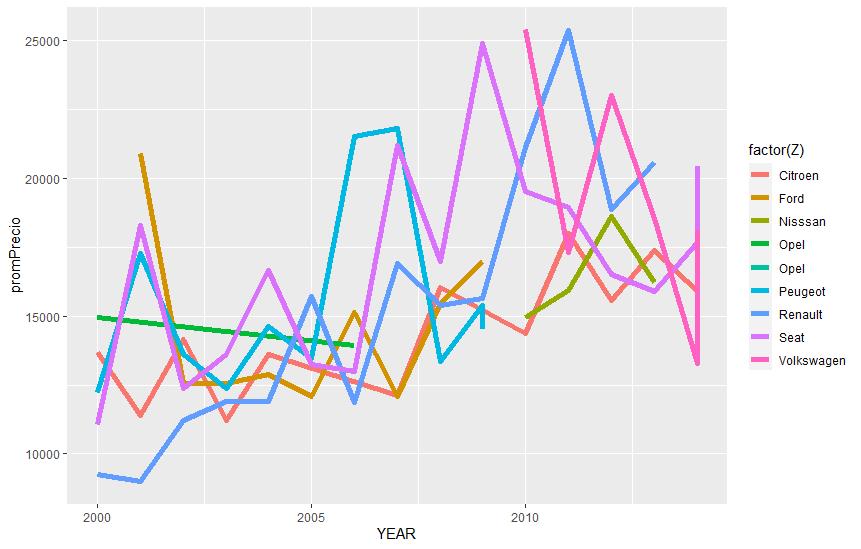 25000
20000
15000
10000
promPrecio
2000
2005
2010
YEAR
factor(Z)
Citroen
Ford
Nisssan
Opel
Opel
Peugeot
Renault
Seat
Volkswagen